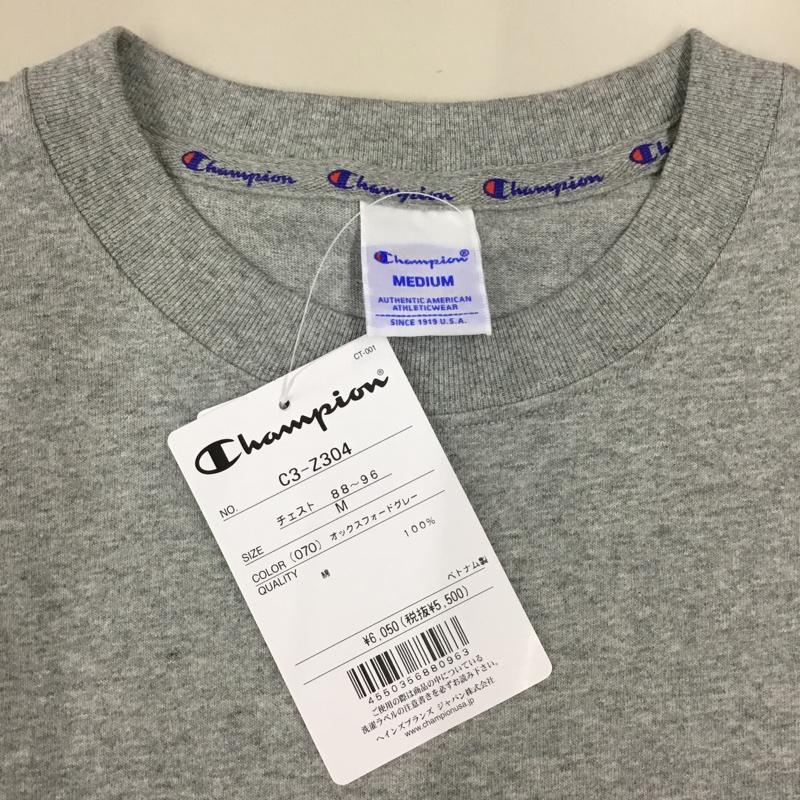 Champion
Champion
Champion
Champion®
MEDIUM
AUTHENTIC AMERICAN
ATHLETICWEAR
SINCE 1919 U.S.A.
CT-001
Champion®
NO. C3-Z304
チェスト 88～96
SIZE M
COLOR (070) オックスフォードグレー
QUALITY 綿 100%
ベトナム製
¥6,050(税抜¥5,500)
4550356880963
ご使用の際は商品の中についている
洗濯ラベルの注意書きを必ずお読み下さい。
ヘインズブランズ ジャパン株式会社
www.championusa.jp